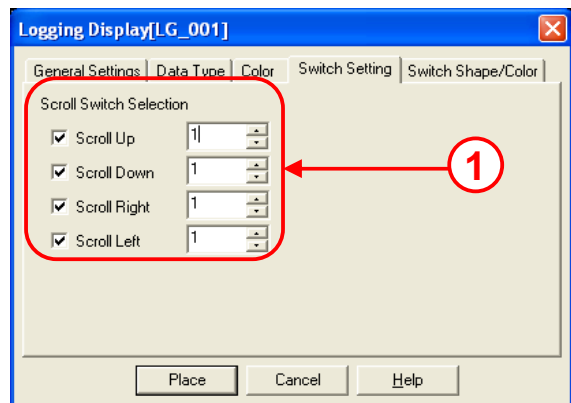 Logging Display[LG_001]
General Settings Data Type Color Switch Setting Switch Shape/Color
Scroll Switch Selection
Scroll Up 1
Scroll Down 1
1
Scroll Right 1
Scroll Left 1
Place Cancel Help